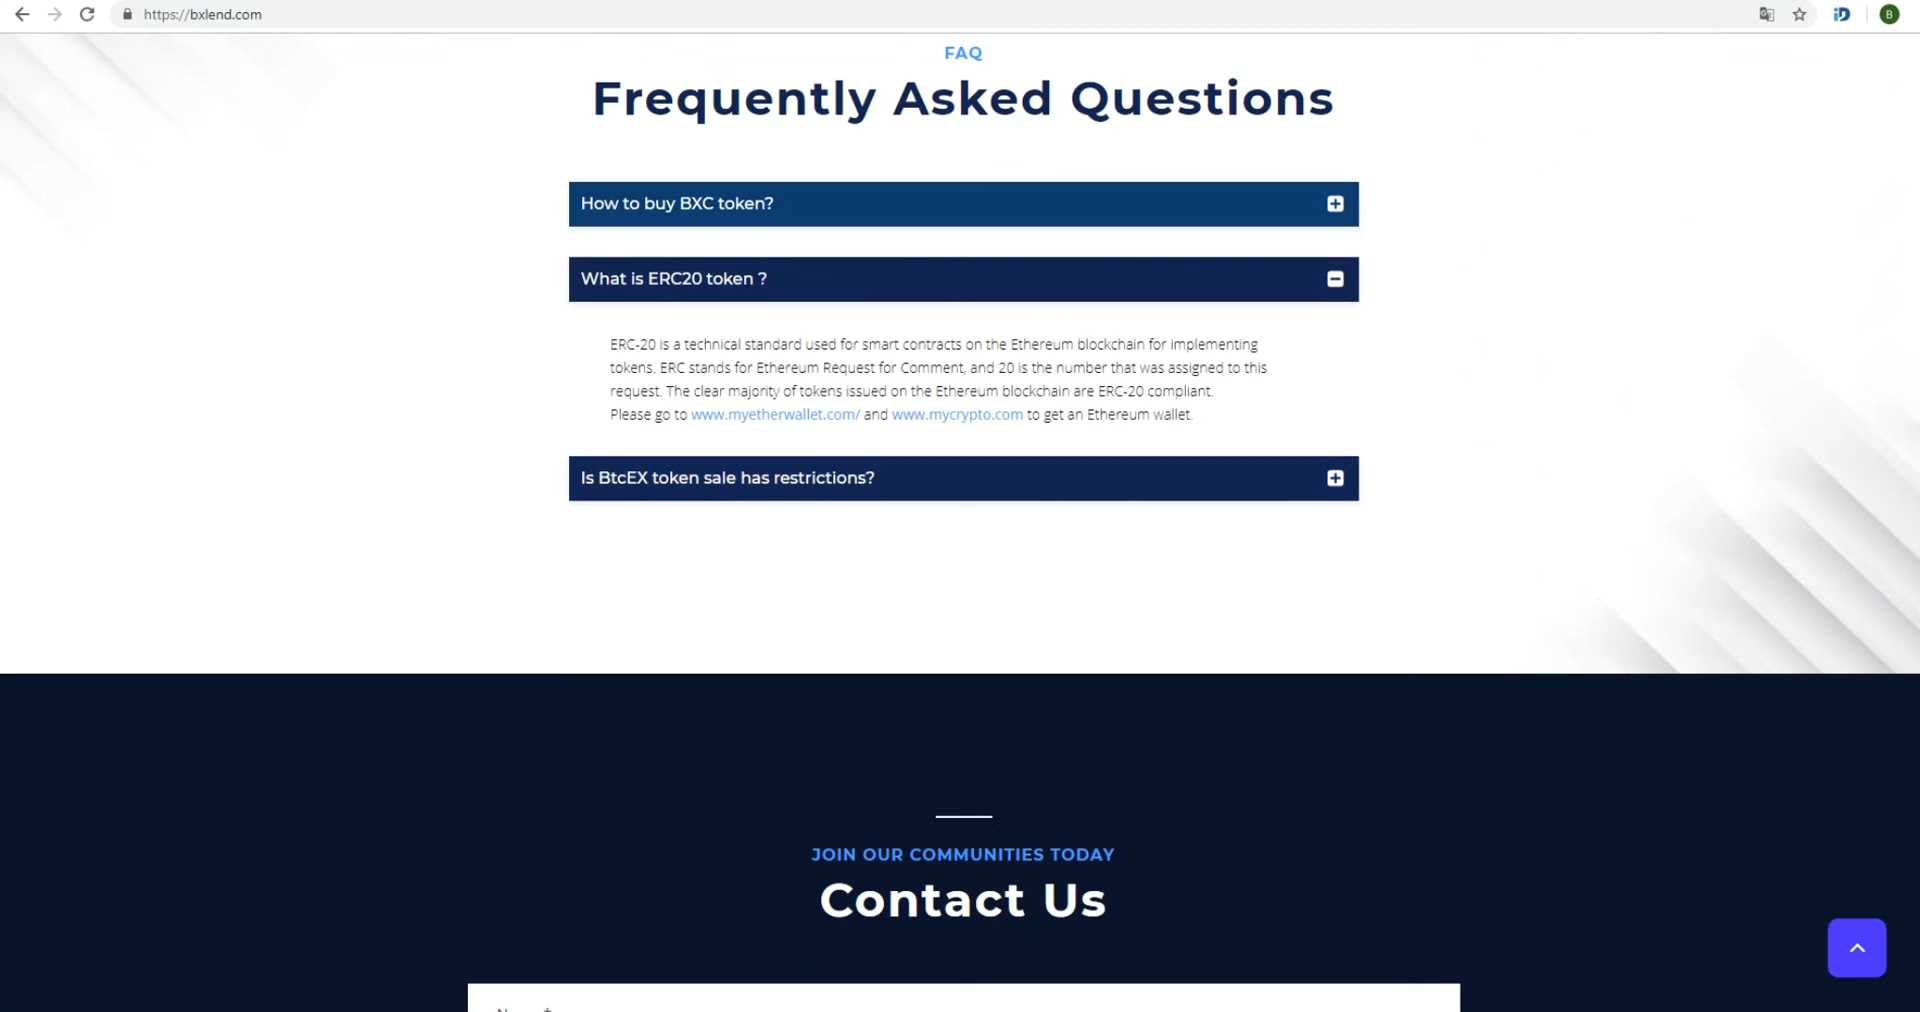 https://bxlend.com
B
FAQ
Frequently Asked Questions
How to buy BXC token?
What is ERC20 token ?
ERC-20 is a technical standard used for smart contracts on the Ethereum blockchain for implementing
tokens. ERC stands for Ethereum Request for Comment, and 20 is the number that was assigned to this
request. The clear majority of tokens issued on the Ethereum blockchain are ERC-20 compliant.
Please go to www.myetherwallet.com/ and www.mycrypto.com to get an Ethereum wallet.
Is BtcEX token sale has restrictions?
JOIN OUR COMMUNITIES TODAY
Contact Us